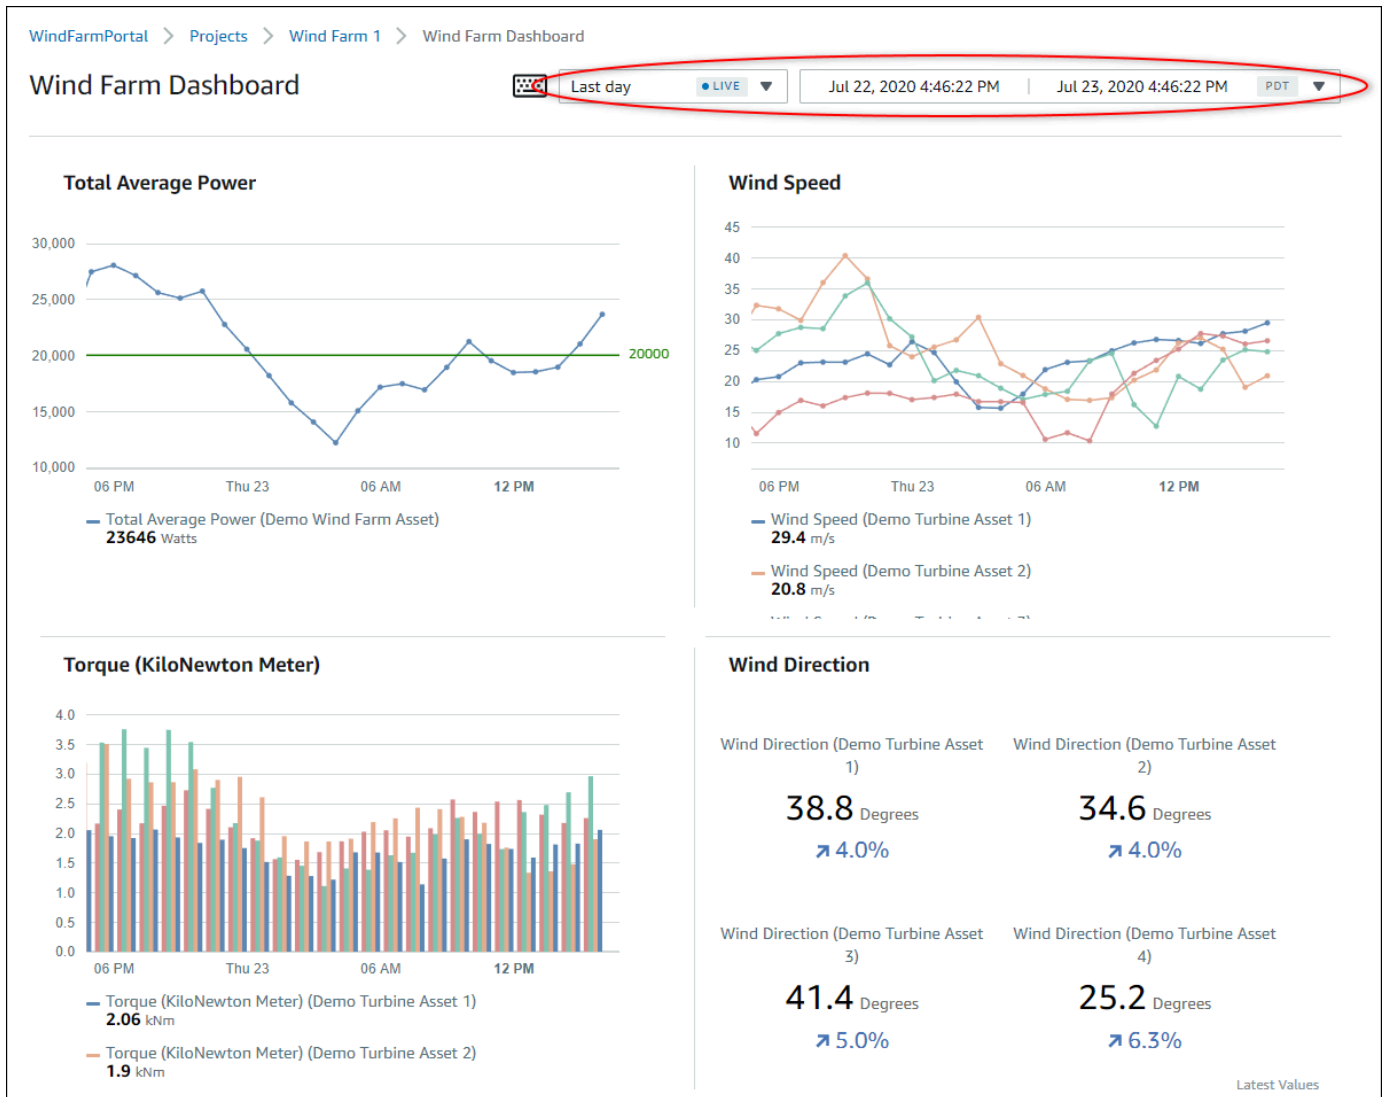 WindFarmPortal > Projects > Wind Farm 1 > Wind Farm Dashboard
Wind Farm Dashboard
Last day LIVE
Jul 22, 2020 4:46:22 PM | Jul 23, 2020 4:46:22 PM PDT
Total Average Power
30,000
25,000
20,000
15,000
10,000
20000
06 PM Thu 23 06 AM 12 PM
Total Average Power (Demo Wind Farm Asset)
23646 Watts
Wind Speed
45
40
35
30
25
20
15
10
06 PM Thu 23 06 AM 12 PM
Wind Speed (Demo Turbine Asset 1)
29.4 m/s
Wind Speed (Demo Turbine Asset 2)
20.8 m/s
Torque (KiloNewton Meter)
4.0
3.5
3.0
2.5
2.0
1.5
1.0
0.5
0.0
06 PM Thu 23 06 AM 12 PM
Torque (KiloNewton Meter) (Demo Turbine Asset 1)
2.06 kNm
Torque (KiloNewton Meter) (Demo Turbine Asset 2)
1.9 kNm
Wind Direction
Wind Direction (Demo Turbine Asset
1)
38.8 Degrees
4.0%
Wind Direction (Demo Turbine Asset
2)
34.6 Degrees
4.0%
Wind Direction (Demo Turbine Asset
3)
41.4 Degrees
5.0%
Wind Direction (Demo Turbine Asset
4)
25.2 Degrees
6.3%
Latest Values